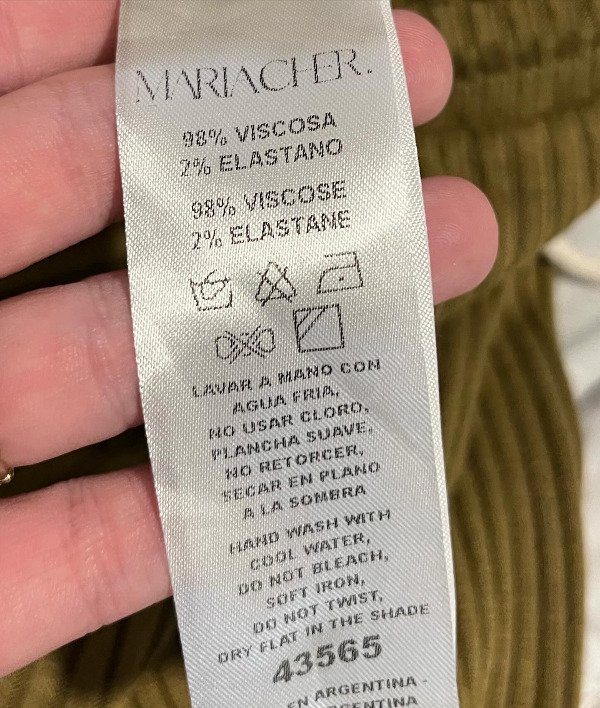 MARIACHER.
98% VISCOSA
2% ELASTANO
98% VISCOSE
2% ELASTANE
LAVAR A MANO CON
AGUA FRIA,
NO USAR CLORO,
PLANCHA SUAVE,
NO RETORCER,
SECAR EN PLANO
A LA SOMBRA
HAND WASH WITH
COOL WATER,
DO NOT BLEACH,
SOFT IRON,
DO NOT TWIST,
DRY FLAT IN THE SHADE
43565
EN ARGENTINA -